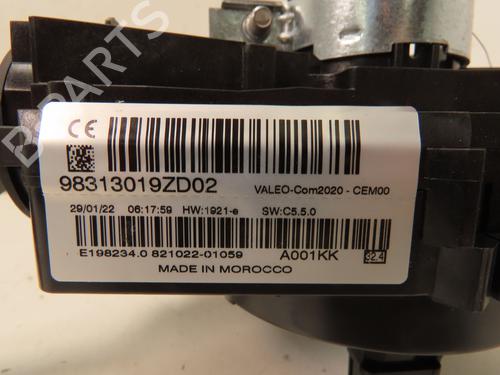 B-PARTS
CE
98313019ZD02 VALEO-Com2020 - CEM00
29/01/22 06:17:59 HW:1921-e SW:C5.5.0
E198234.0 821022-01059 A001KK 32.4
MADE IN MOROCCO